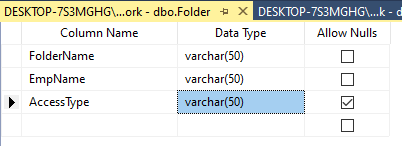 DESKTOP-7S3MGHG\...ork - dbo.Folder
DESKTOP-7S3MGHG\...k - d
Column Name Data Type Allow Nulls
FolderName varchar(50)
EmpName varchar(50)
AccessType varchar(50)